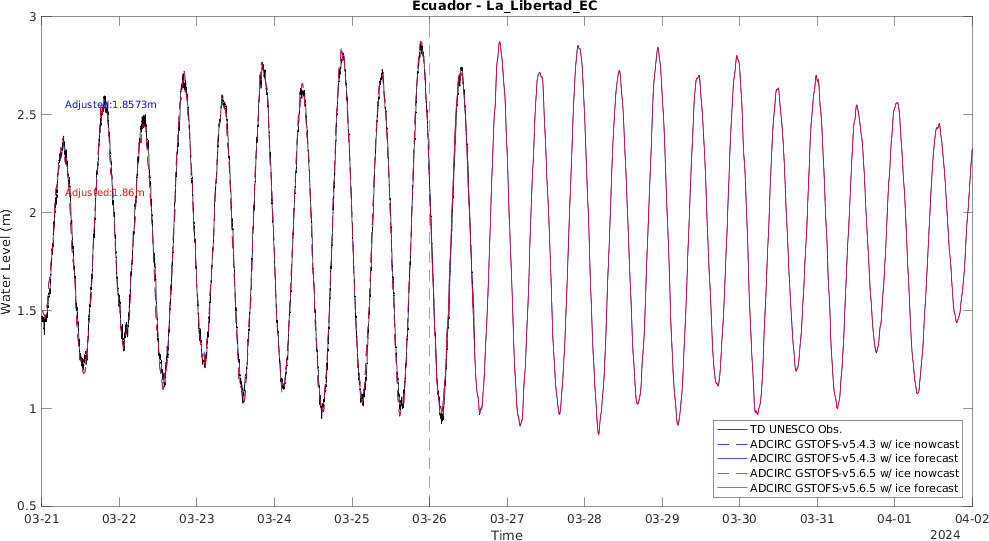 Ecuador - La_Libertad_EC
Water Level (m)
3
2.5
2
1.5
1
0.5
Adjusted:1.8573m
Adjusted:1.86m
TD UNESCO Obs.
ADCIRC GSTOFS-v5.4.3 w/ ice nowcast
ADCIRC GSTOFS-v5.4.3 w/ ice forecast
ADCIRC GSTOFS-v5.6.5 w/ ice nowcast
ADCIRC GSTOFS-v5.6.5 w/ ice forecast
03-21 03-22 03-23 03-24 03-25 03-26 03-27 03-28 03-29 03-30 03-31 04-01 04-02
Time
2024